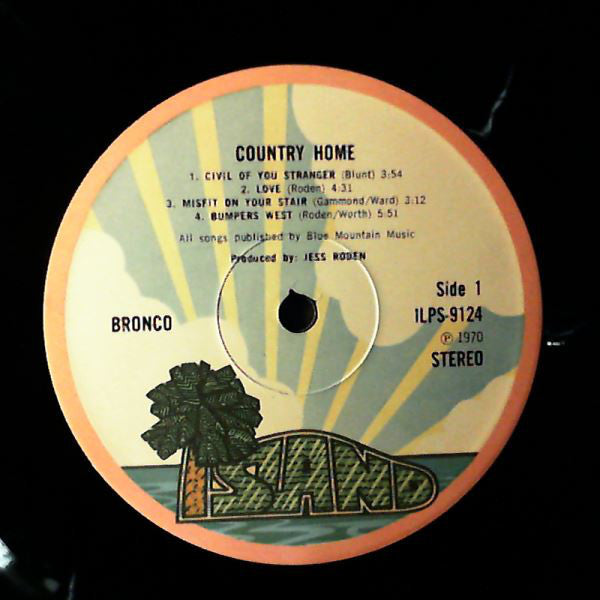 COUNTRY HOME
1. CIVIL OF YOU STRANGER (Blunt) 3:54
2. LOVE (Roden) 4:31
3. MISFIT ON YOUR STAIR (Gammond/Ward) 3:12
4. BUMPERS WEST (Roden/Worth) 5:51
All songs published by Blue Mountain Music
Produced by: JESS RODEN
BRONCO
Side 1
ILPS-9124
Ⓟ 1970
STEREO
ISLAND